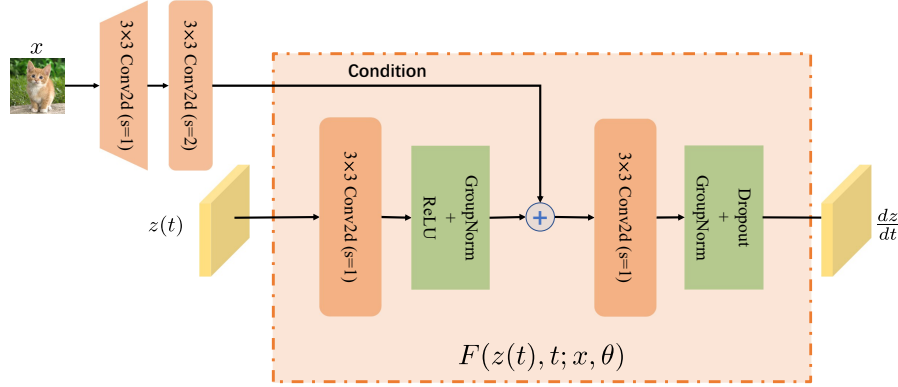 x
3×3 Conv2d (s=1)
3×3 Conv2d (s=2)
Condition
z(t)
3×3 Conv2d (s=1)
GroupNorm
+
ReLU
+
3×3 Conv2d (s=1)
Dropout
+
GroupNorm
dz
dt
F(z(t), t; x, θ)